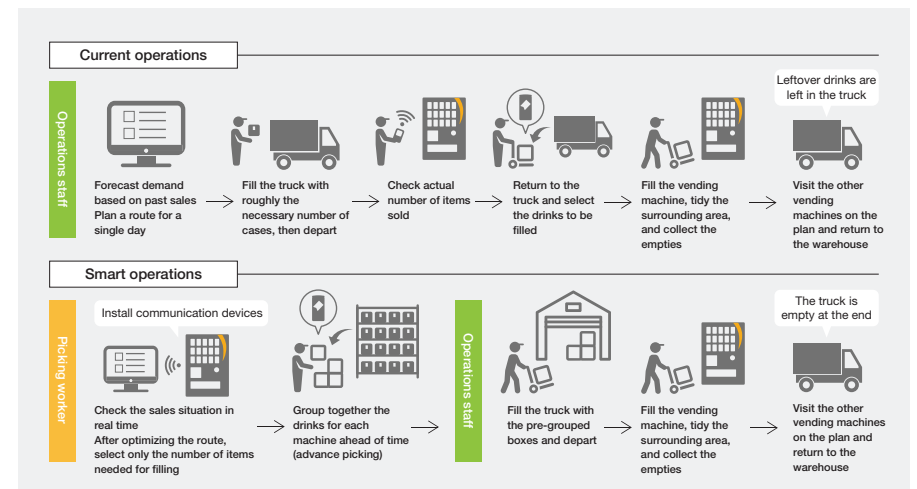 Current operations
Operations staff
Leftover drinks are
left in the truck
Forecast demand
based on past sales
Plan a route for a
single day
Fill the truck with
roughly the
necessary number of
cases, then depart
Check actual
number of items
sold
Return to the
truck and select
the drinks to be
filled
Fill the vending
machine, tidy the
surrounding area,
and collect the
empties
Visit the other
vending
machines on the
plan and return to
the warehouse
Smart operations
Picking worker
Install communication devices
Check the sales situation in
real time
After optimizing the route,
select only the number of items
needed for filling
Group together the
drinks for each
machine ahead of time
(advance picking)
Operations staff
Fill the truck with
the pre-grouped
boxes and depart
Fill the vending
machine, tidy the
surrounding area,
and collect the
empties
The truck is
empty at the end
Visit the other
vending machines
on the plan and
return to the
warehouse